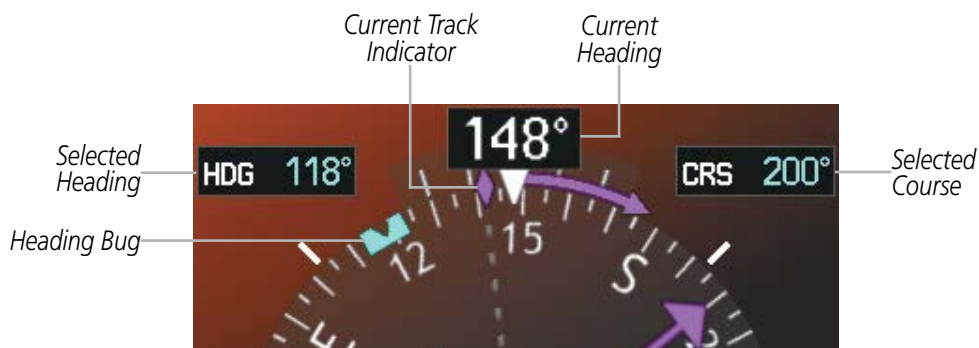 Current Track
Indicator
Current
Heading
148°
Selected
Heading
HDG 118°
CRS 200°
Selected
Course
Heading Bug
12
15
S
E